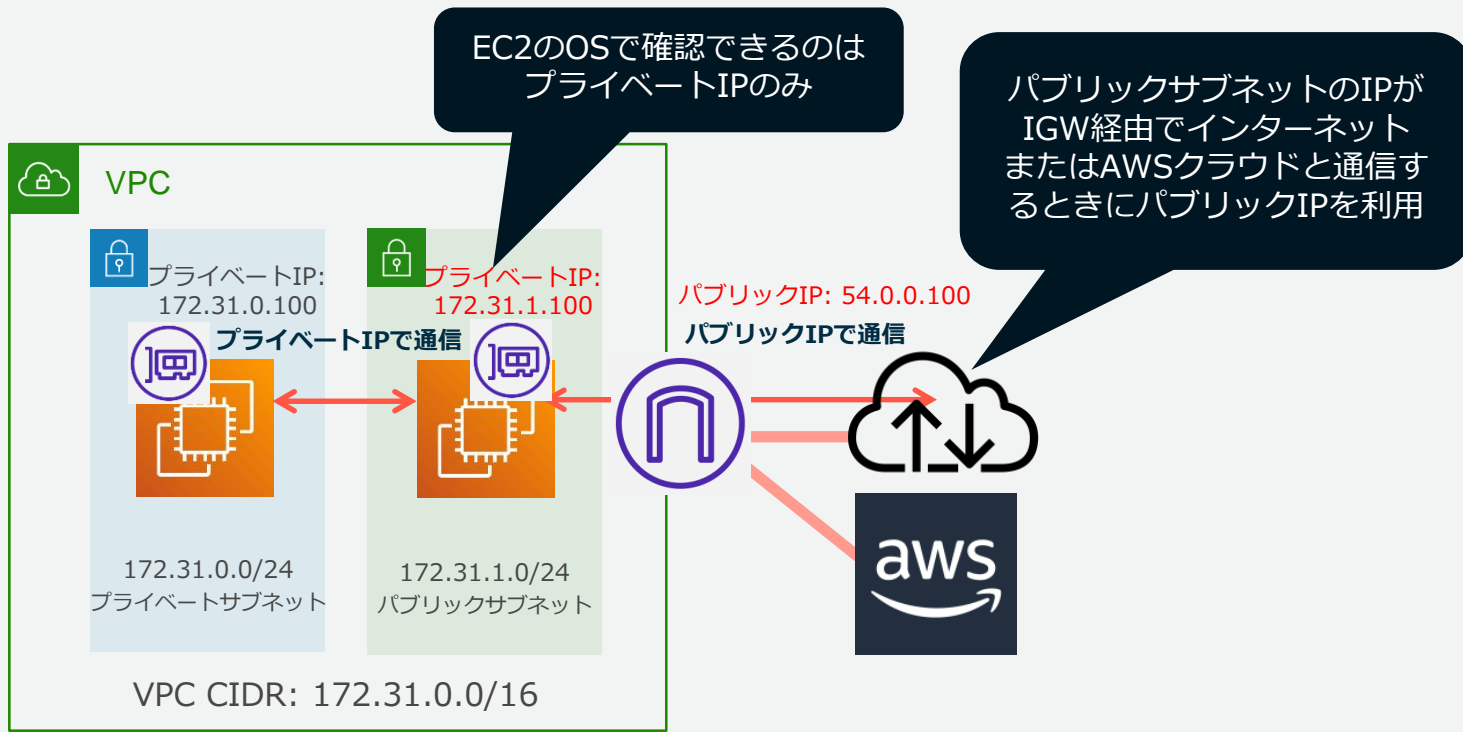 EC2のOSで確認できるのは
プライベートIPのみ
パブリックサブネットのIPが
IGW経由でインターネット
またはAWSクラウドと通信す
るときにパブリックIPを利用
VPC
プライベートIP:
172.31.0.100
プライベートIP:
172.31.1.100
パブリックIP: 54.0.0.100
プライベートIPで通信
パブリックIPで通信
aws
172.31.0.0/24
プライベートサブネット
172.31.1.0/24
パブリックサブネット
VPC CIDR: 172.31.0.0/16